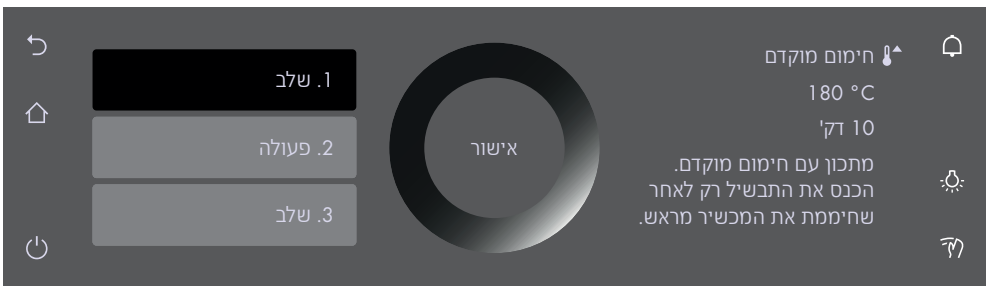 חימום מוקדם
180 °C
10 דק'
מתכון עם חימום מוקדם.
הכנס את התבשיל רק לאחר
שחיממת את המכשיר מראש.
אישור
1. שלב
2. פעולה
3. שלב